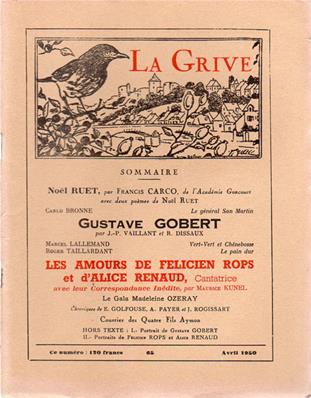 LA GRIVE
SOMMAIRE
Noël RUET, par FRANCIS CARCO, de l'Académie Goncourt
avec deux poèmes de Noël RUET
CARLO BRONNE Le général San Martin
GUSTAVE GOBERT
par J.-P. VAILLANT et R. DISSAUX
MARCEL LALLEMAND Vert-Vert et Chênebosse
ROGER TAILLARDANT Le pain dur
LES AMOURS DE FELICIEN ROPS
et d'ALICE RENAUD, Cantatrice
avec leur Correspondance Inédite, par MAURICE KUNEL
Le Gala Madeleine OZERAY
Chroniques de E. GOLFOUSE, A. PAYER et J. ROGISSART
Courrier des Quatre Fils Aymon
HORS TEXTE : I.- Portrait de Gustave GOBERT
II.- Portraits de Félicien ROPS et Alice RENAUD
Ce numéro : 120 francs 65 Avril 1950